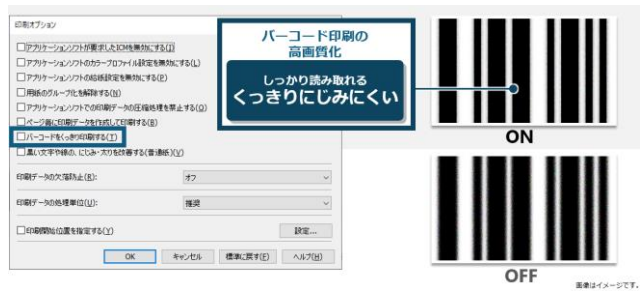 印刷オプション
□アプリケーションソフトが要求したICMを無効にする(J)
□アプリケーションソフトのカラープロファイル設定を無効にする(L)
□アプリケーションソフトの給紙設定を無効にする(P)
□用紙のグループ化を解除する(N)
□アプリケーションソフトでの印刷データの圧縮処理を禁止する(O)
□ページ毎に印刷データを作成して印刷する(E)
□バーコードをくっきり印刷する(T)
□黒い文字や線の、にじみ・太りを改善する(普通紙)(V)
印刷データの欠落防止(R):
オフ
印刷データの処理単位(U):
推奨
□印刷開始位置を指定する(Y)
設定...
OK
キャンセル
標準に戻す(F)
ヘルプ(H)
バーコード印刷の
高画質化
しっかり読み取れる
くっきりにじみにくい
ON
OFF
画像はイメージです。